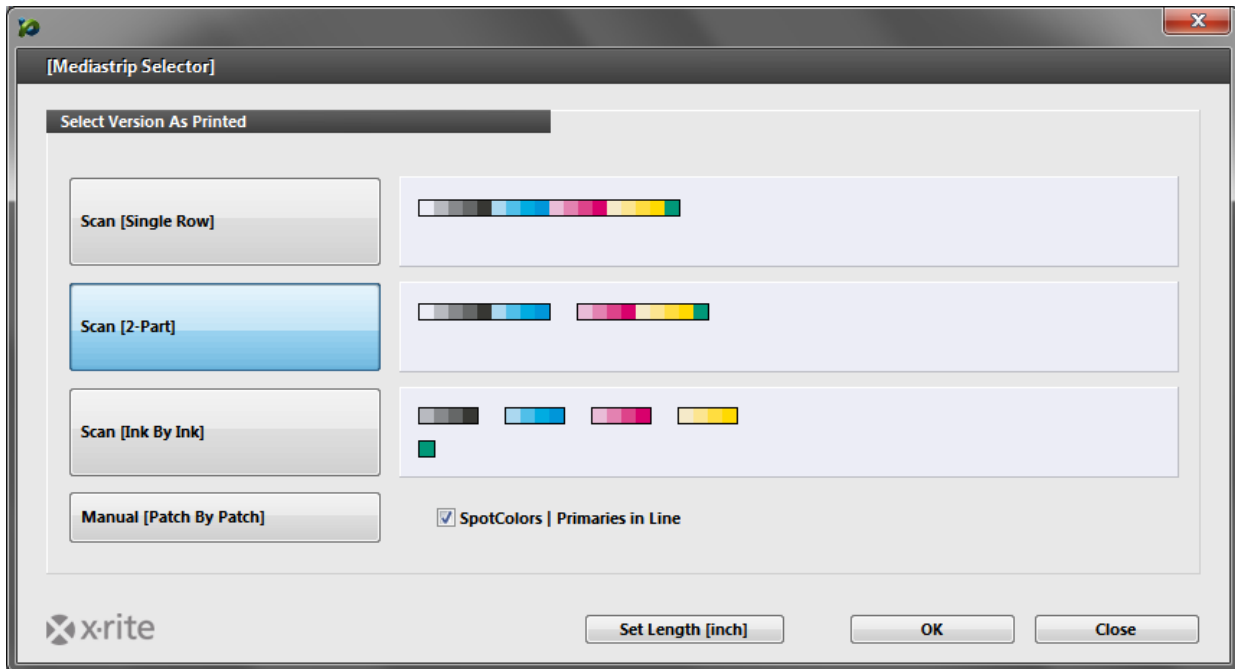 [Mediastrip Selector]
Select Version As Printed
Scan [Single Row]
Scan [2-Part]
Scan [Ink By Ink]
Manual [Patch By Patch]
SpotColors | Primaries in Line
x·rite
Set Length [inch]
OK
Close